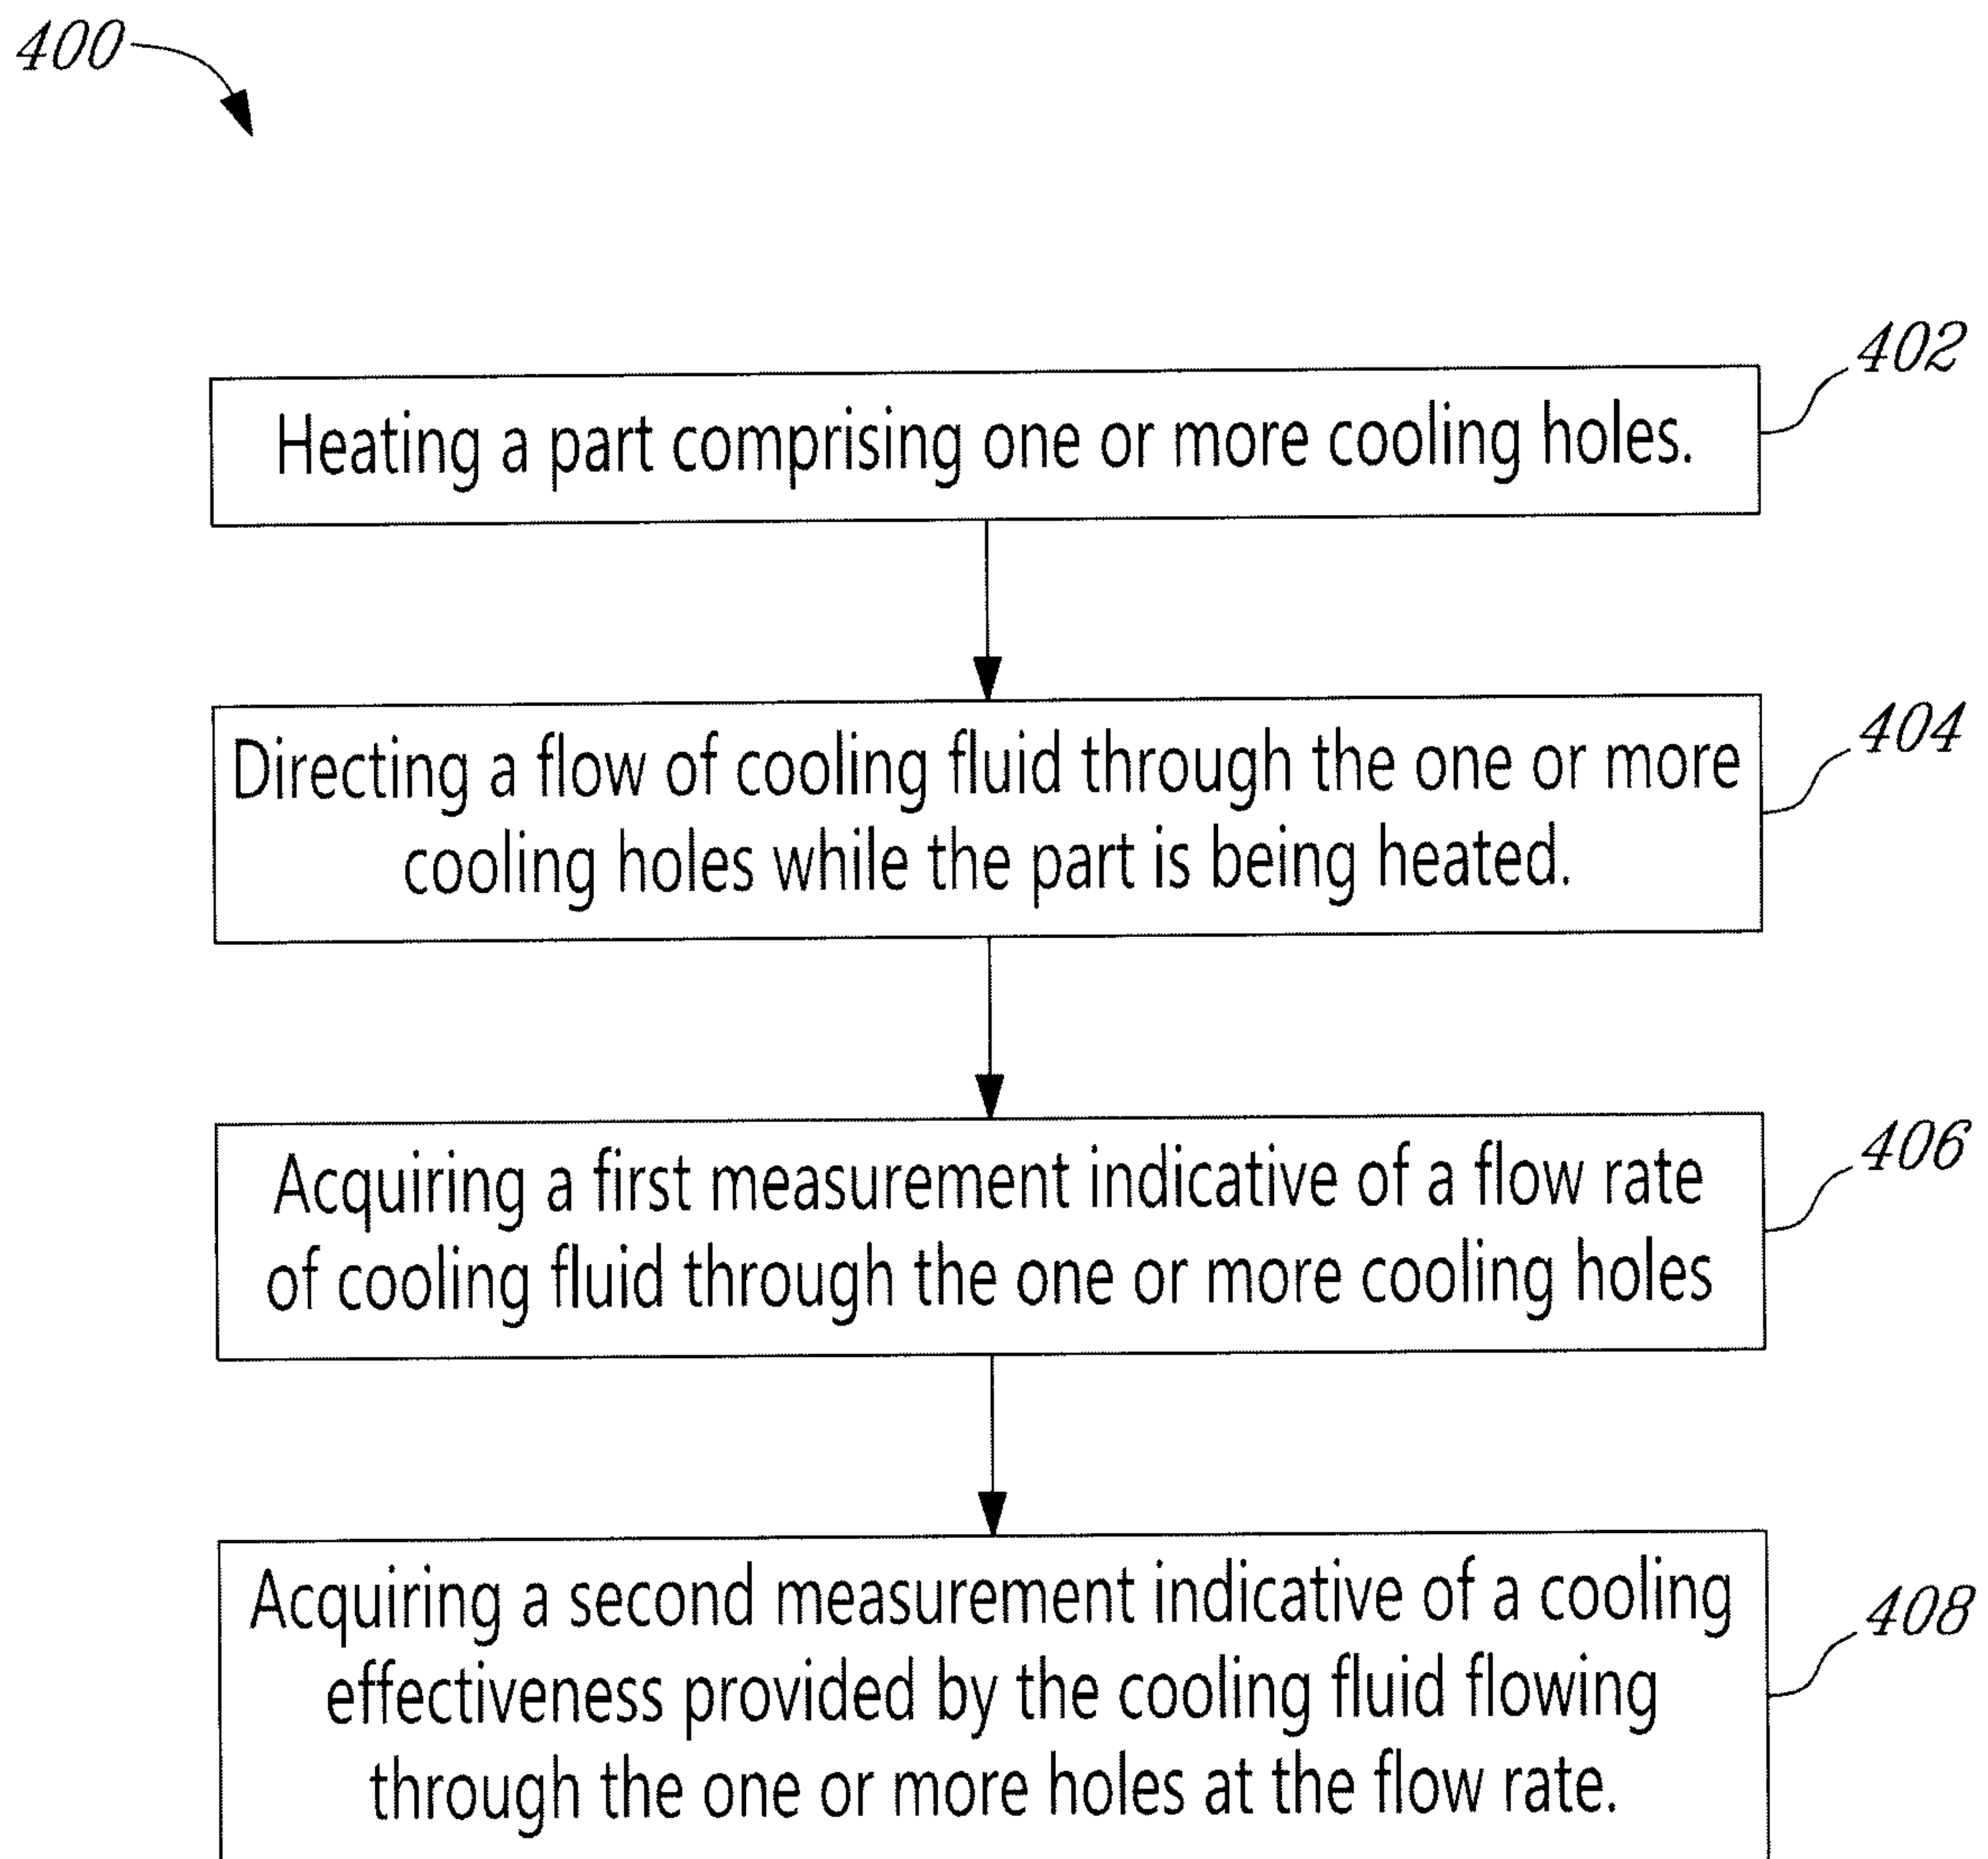 400
402
Heating a part comprising one or more cooling holes.
404
Directing a flow of cooling fluid through the one or more
cooling holes while the part is being heated.
406
Acquiring a first measurement indicative of a flow rate
of cooling fluid through the one or more cooling holes
408
Acquiring a second measurement indicative of a cooling
effectiveness provided by the cooling fluid flowing
through the one or more holes at the flow rate.